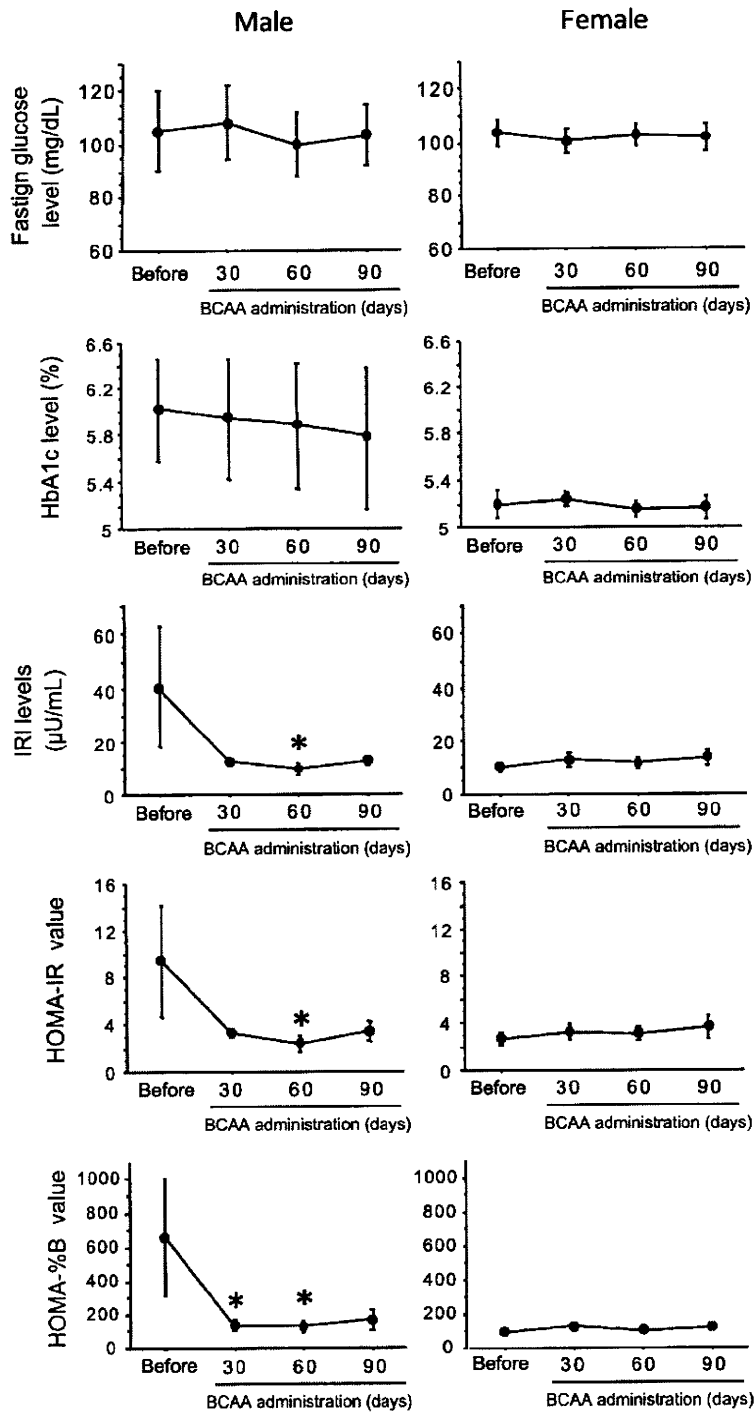 Male
Female
Fastign glucose
level (mg/dL)
120
100
80
60
Before
30
60
90
BCAA administration (days)
120
100
80
60
Before
30
60
90
BCAA administration (days)
HbA1c level (%)
6.6
6.2
5.8
5.4
5
Before
30
60
90
BCAA administration (days)
6.6
6.2
5.8
5.4
5
Before
30
60
90
BCAA administration (days)
IRI levels
(µU/mL)
60
40
20
0
*
Before
30
60
90
BCAA administration (days)
60
40
20
0
Before
30
60
90
BCAA administration (days)
HOMA-IR value
16
12
8
4
0
*
Before
30
60
90
BCAA administration (days)
16
12
8
4
0
Before
30
60
90
BCAA administration (days)
HOMA-%B value
1000
800
600
400
200
0
*
*
Before
30
60
90
BCAA administration (days)
1000
800
600
400
200
0
Before
30
60
90
BCAA administration (days)